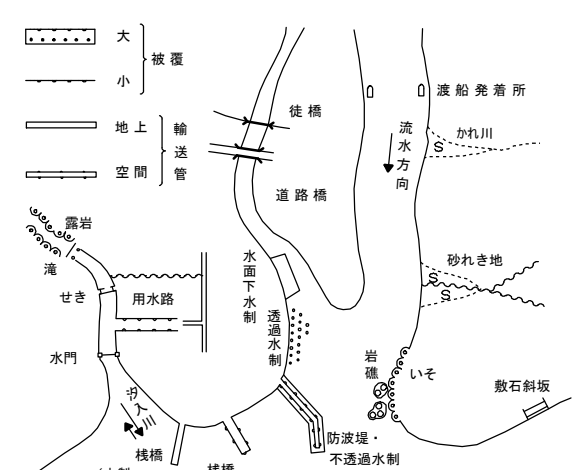 大
小
被覆
地上
空間
輸送管
徒橋
道路橋
渡船発着所
流水方向
かれ川
S
砂れき地
S
S
露岩
滝
せき
用水路
水門
水面下水制
透過水制
岩礁
いそ
敷石斜坂
汐入川
防波堤・
不透過水制
桟橋